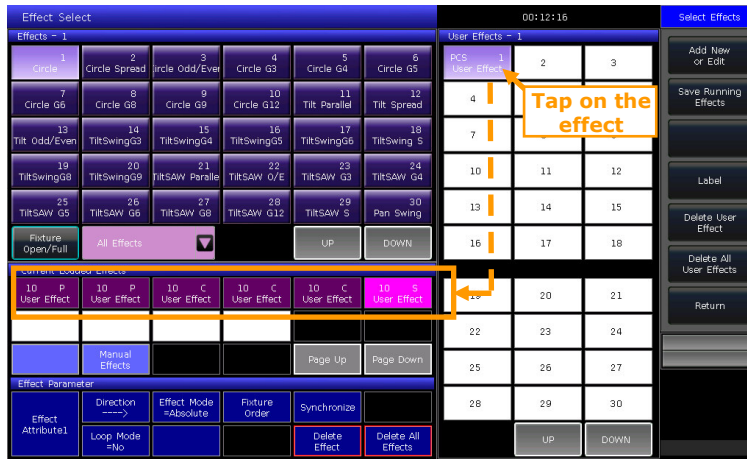 Effect Select
00:12:16
Select Effects
Effects - 1
User Effects - 1
1
Circle
2
Circle Spread
3
Circle Odd/Even
4
Circle G3
5
Circle G4
6
Circle G5
7
Circle G6
8
Circle G8
9
Circle G9
10
Circle G12
11
Tilt Parallel
12
Tilt Spread
13
Tilt Odd/Even
14
TiltSwingG3
15
TiltSwingG4
16
TiltSwingG5
17
TiltSwingG6
18
TiltSwing S
19
TiltSwingG8
20
TiltSwingG9
21
TiltSAW Paralle
22
TiltSAW O/E
23
TiltSAW G3
24
TiltSAW G4
25
TiltSAW G5
26
TiltSAW G6
27
TiltSAW G8
28
TiltSAW G12
29
TiltSAW S
30
Pan Swing
Fixture
Open/Full
All Effects
UP
DOWN
Current Loaded Effects
10 P
User Effect
10 P
User Effect
10 C
User Effect
10 C
User Effect
10 C
User Effect
10 S
User Effect
Manual
Effects
Page Up
Page Down
Effect Parameter
Effect
Attribute1
Direction
---->
Effect Mode
=Absolute
Fixture
Order
Synchronize
Loop Mode
=No
Delete
Effect
Delete All
Effects
PCS 1
User Effect
2
3
4
Tap on the
effect
7
10
11
12
13
14
15
16
17
18
19
20
21
22
23
24
25
26
27
28
29
30
UP
DOWN
Add New
or Edit
Save Running
Effects
Label
Delete User
Effect
Delete All
User Effects
Return